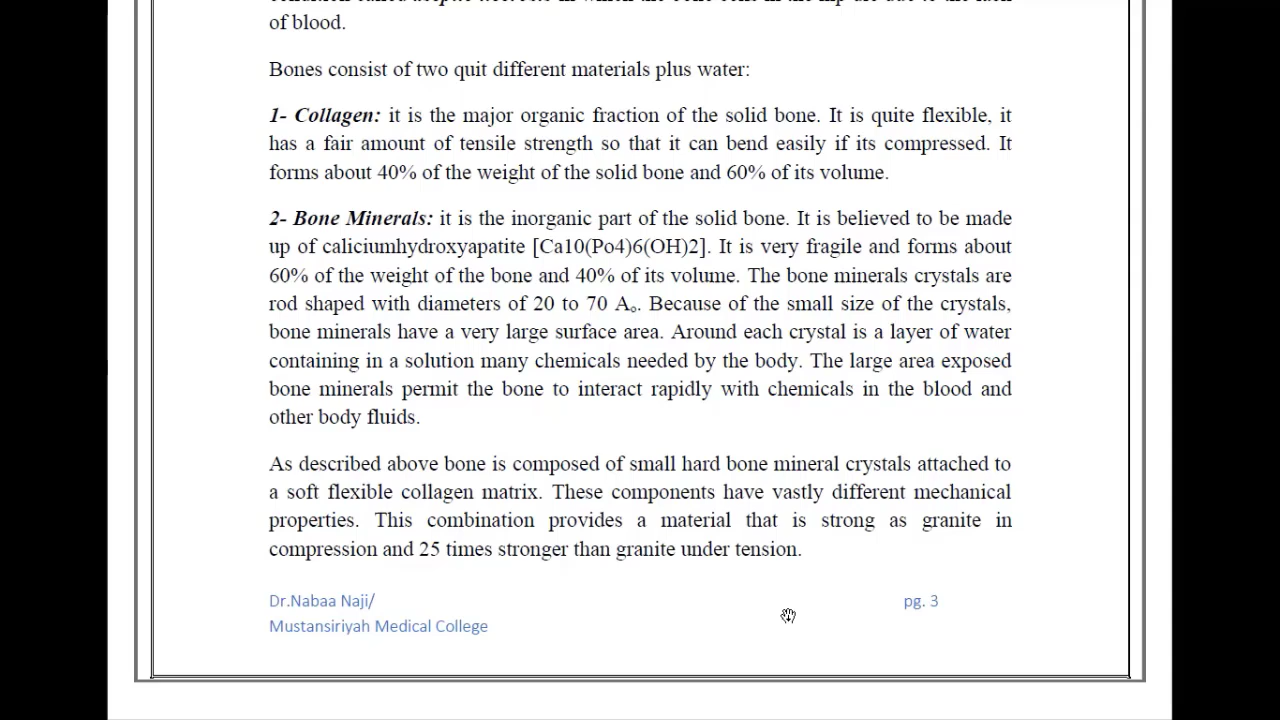 of blood.
Bones consist of two quit different materials plus water:
1- Collagen: it is the major organic fraction of the solid bone. It is quite flexible, it
has a fair amount of tensile strength so that it can bend easily if its compressed. It
forms about 40% of the weight of the solid bone and 60% of its volume.
2- Bone Minerals: it is the inorganic part of the solid bone. It is believed to be made
up of caliciumhydroxyapatite [Ca10(Po4)6(OH)2]. It is very fragile and forms about
60% of the weight of the bone and 40% of its volume. The bone minerals crystals are
rod shaped with diameters of 20 to 70 A₀. Because of the small size of the crystals,
bone minerals have a very large surface area. Around each crystal is a layer of water
containing in a solution many chemicals needed by the body. The large area exposed
bone minerals permit the bone to interact rapidly with chemicals in the blood and
other body fluids.
As described above bone is composed of small hard bone mineral crystals attached to
a soft flexible collagen matrix. These components have vastly different mechanical
properties. This combination provides a material that is strong as granite in
compression and 25 times stronger than granite under tension.
Dr.Nabaa Naji/ pg. 3
Mustansiriyah Medical College